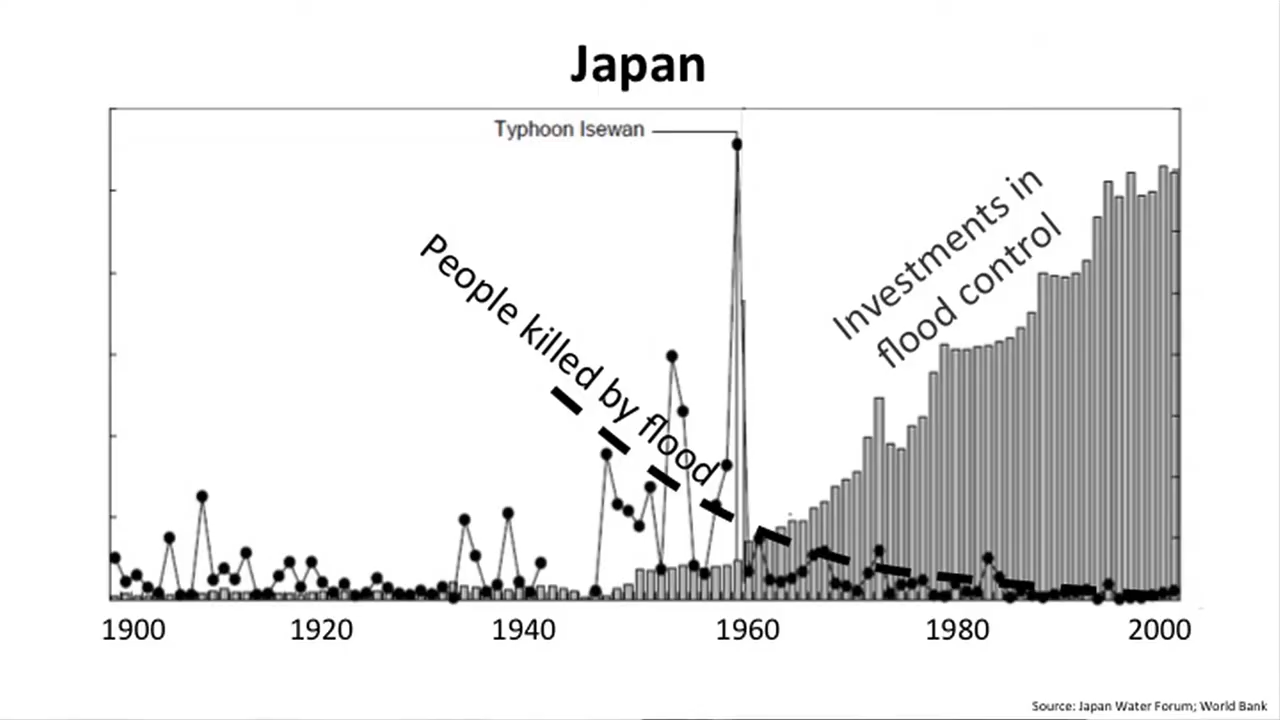 Japan
Typhoon Isewan
People killed by flood
Investments in
flood control
1900 1920 1940 1960 1980 2000
Source: Japan Water Forum; World Bank